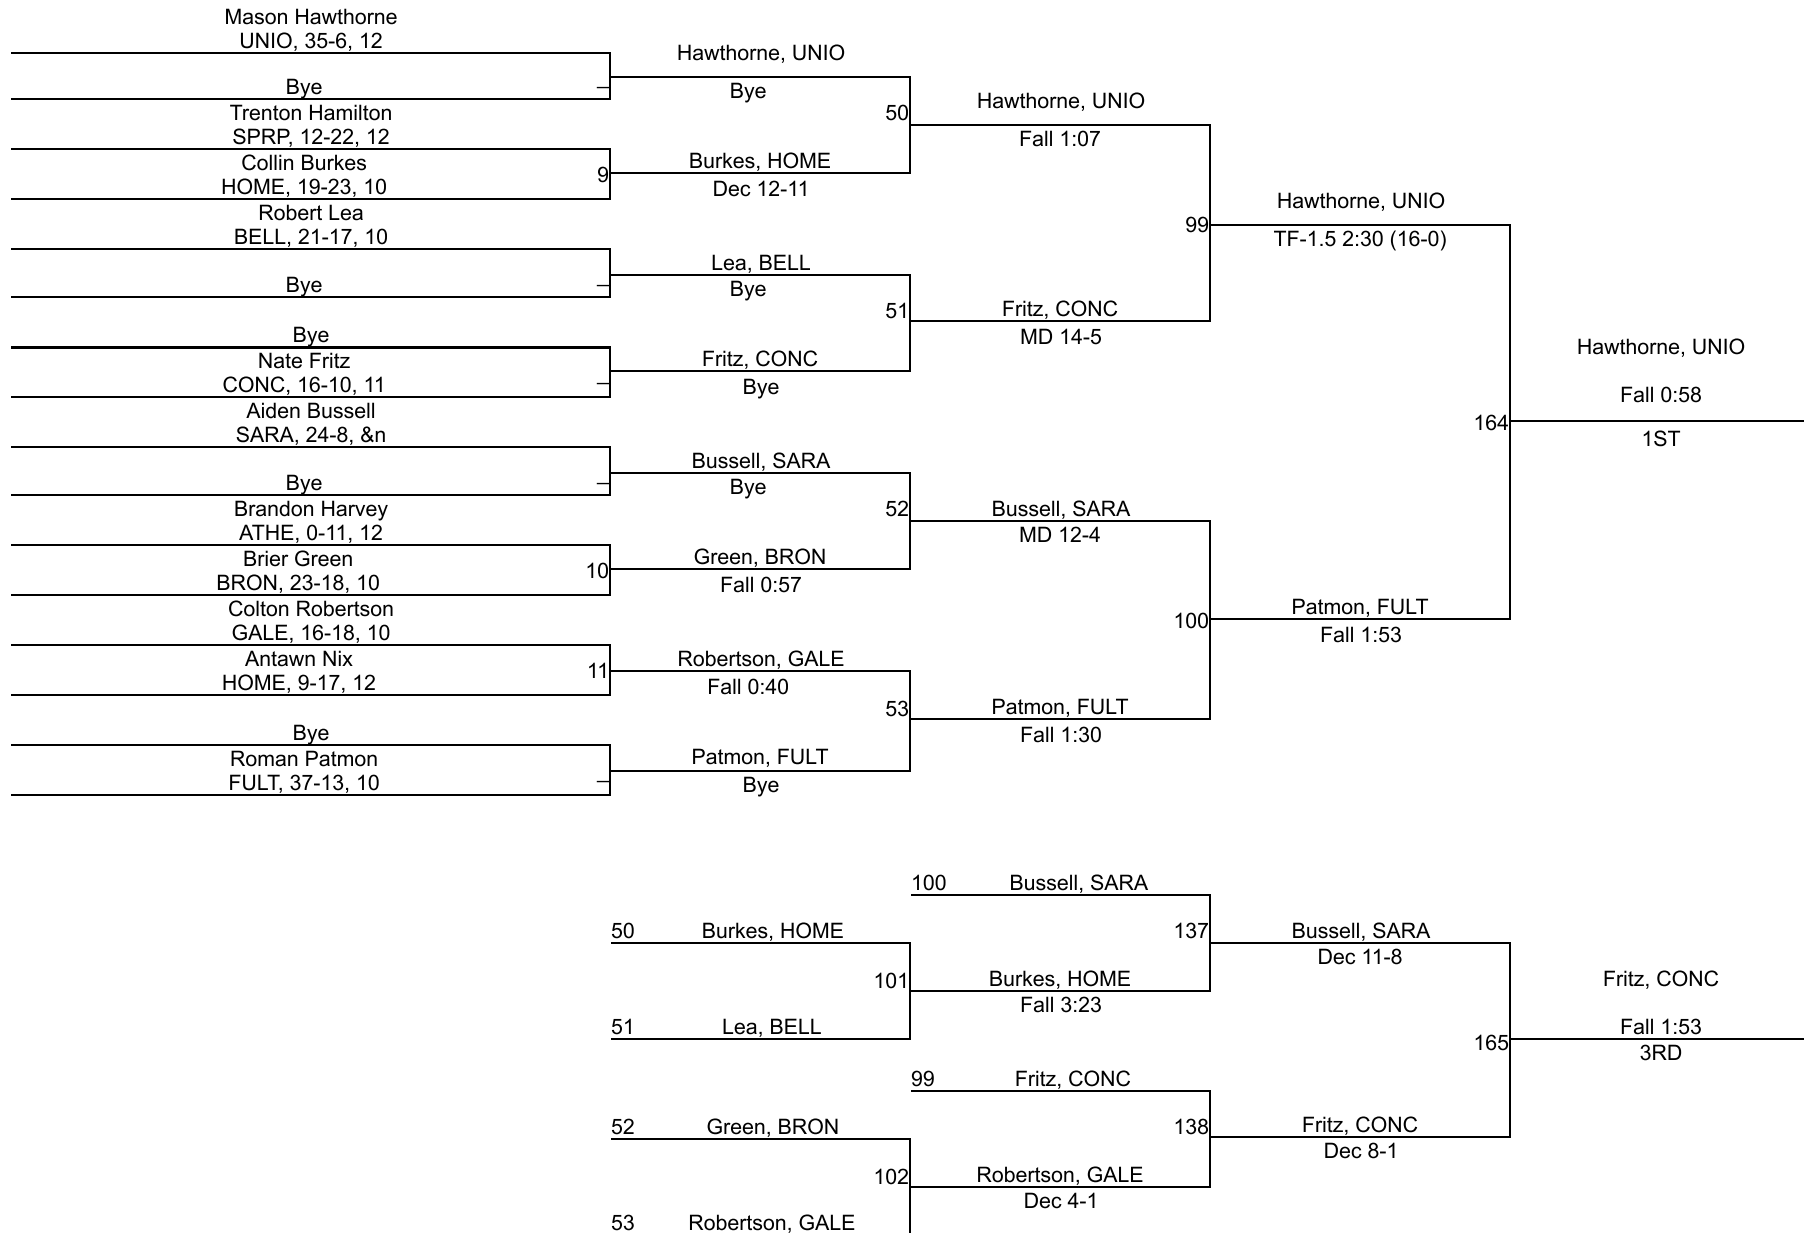 Mason Hawthorne
UNIO, 35-6, 12
Bye
Trenton Hamilton
SPRP, 12-22, 12
Collin Burkes
HOME, 19-23, 10
9
Robert Lea
BELL, 21-17, 10
Bye
Bye
Nate Fritz
CONC, 16-10, 11
Aiden Bussell
SARA, 24-8, &n
Bye
Brandon Harvey
ATHE, 0-11, 12
Brier Green
BRON, 23-18, 10
10
Colton Robertson
GALE, 16-18, 10
Antawn Nix
HOME, 9-17, 12
11
Bye
Roman Patmon
FULT, 37-13, 10
Hawthorne, UNIO
Bye
50
Burkes, HOME
Dec 12-11
Lea, BELL
Bye
51
Fritz, CONC
Bye
Bussell, SARA
Bye
52
Green, BRON
Fall 0:57
Robertson, GALE
Fall 0:40
53
Patmon, FULT
Bye
Hawthorne, UNIO
Fall 1:07
99
Fritz, CONC
MD 14-5
Bussell, SARA
MD 12-4
100
Patmon, FULT
Fall 1:30
Hawthorne, UNIO
TF-1.5 2:30 (16-0)
164
Patmon, FULT
Fall 1:53
Hawthorne, UNIO
Fall 0:58
1ST
100 Bussell, SARA
50 Burkes, HOME
137
101
Burkes, HOME
Fall 3:23
51 Lea, BELL
99 Fritz, CONC
52 Green, BRON
138
102
Robertson, GALE
Dec 4-1
53 Robertson, GALE
Bussell, SARA
Dec 11-8
165
Fritz, CONC
Dec 8-1
Fritz, CONC
Fall 1:53
3RD